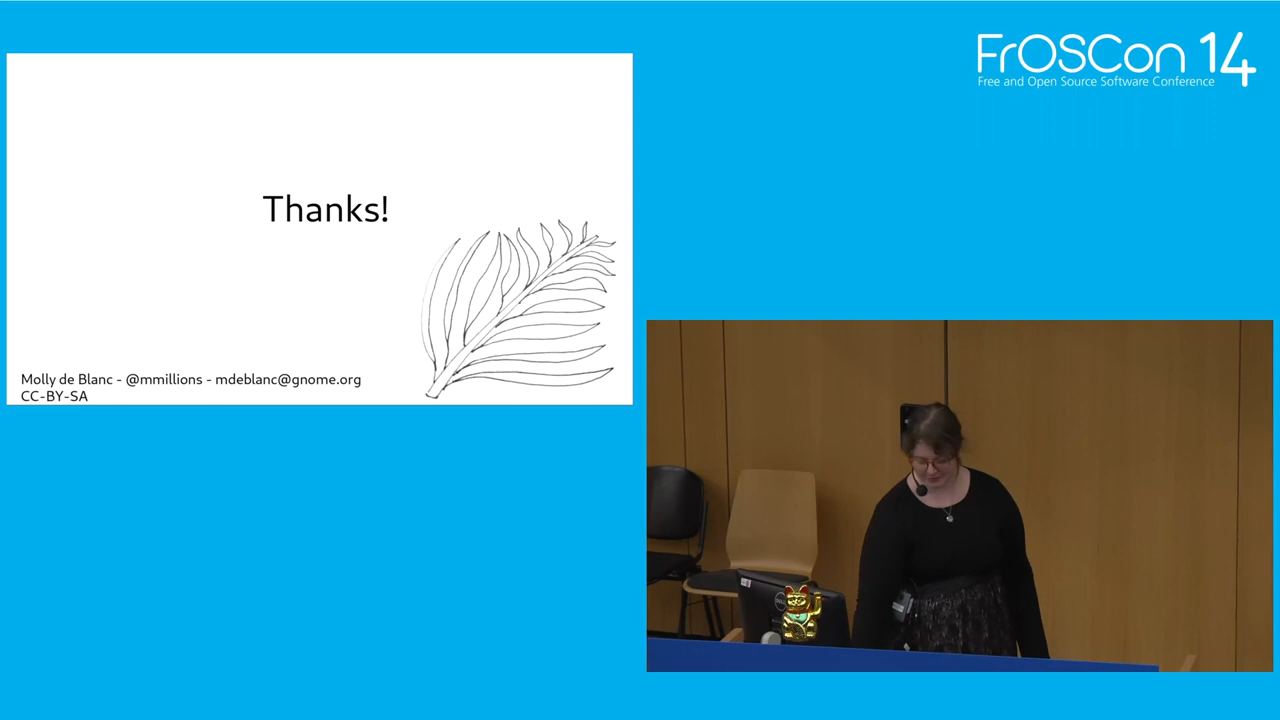 FrOSCon 14
Free and Open Source Software Conference
Thanks!
Molly de Blanc - @mmillions - mdeblanc@gnome.org
CC-BY-SA
DELL